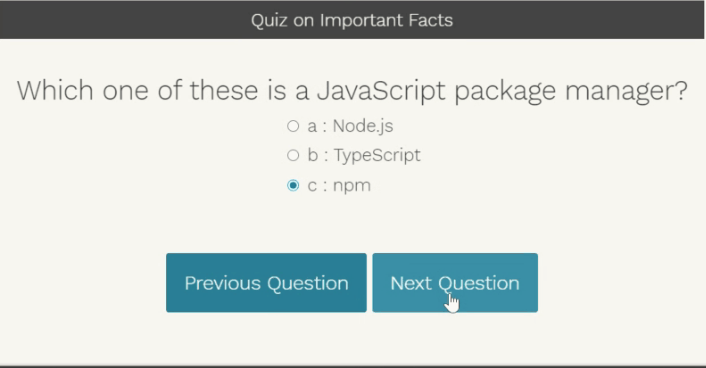 Quiz on Important Facts
Which one of these is a JavaScript package manager?
a : Node.js
b : TypeScript
c : npm
Previous Question
Next Question